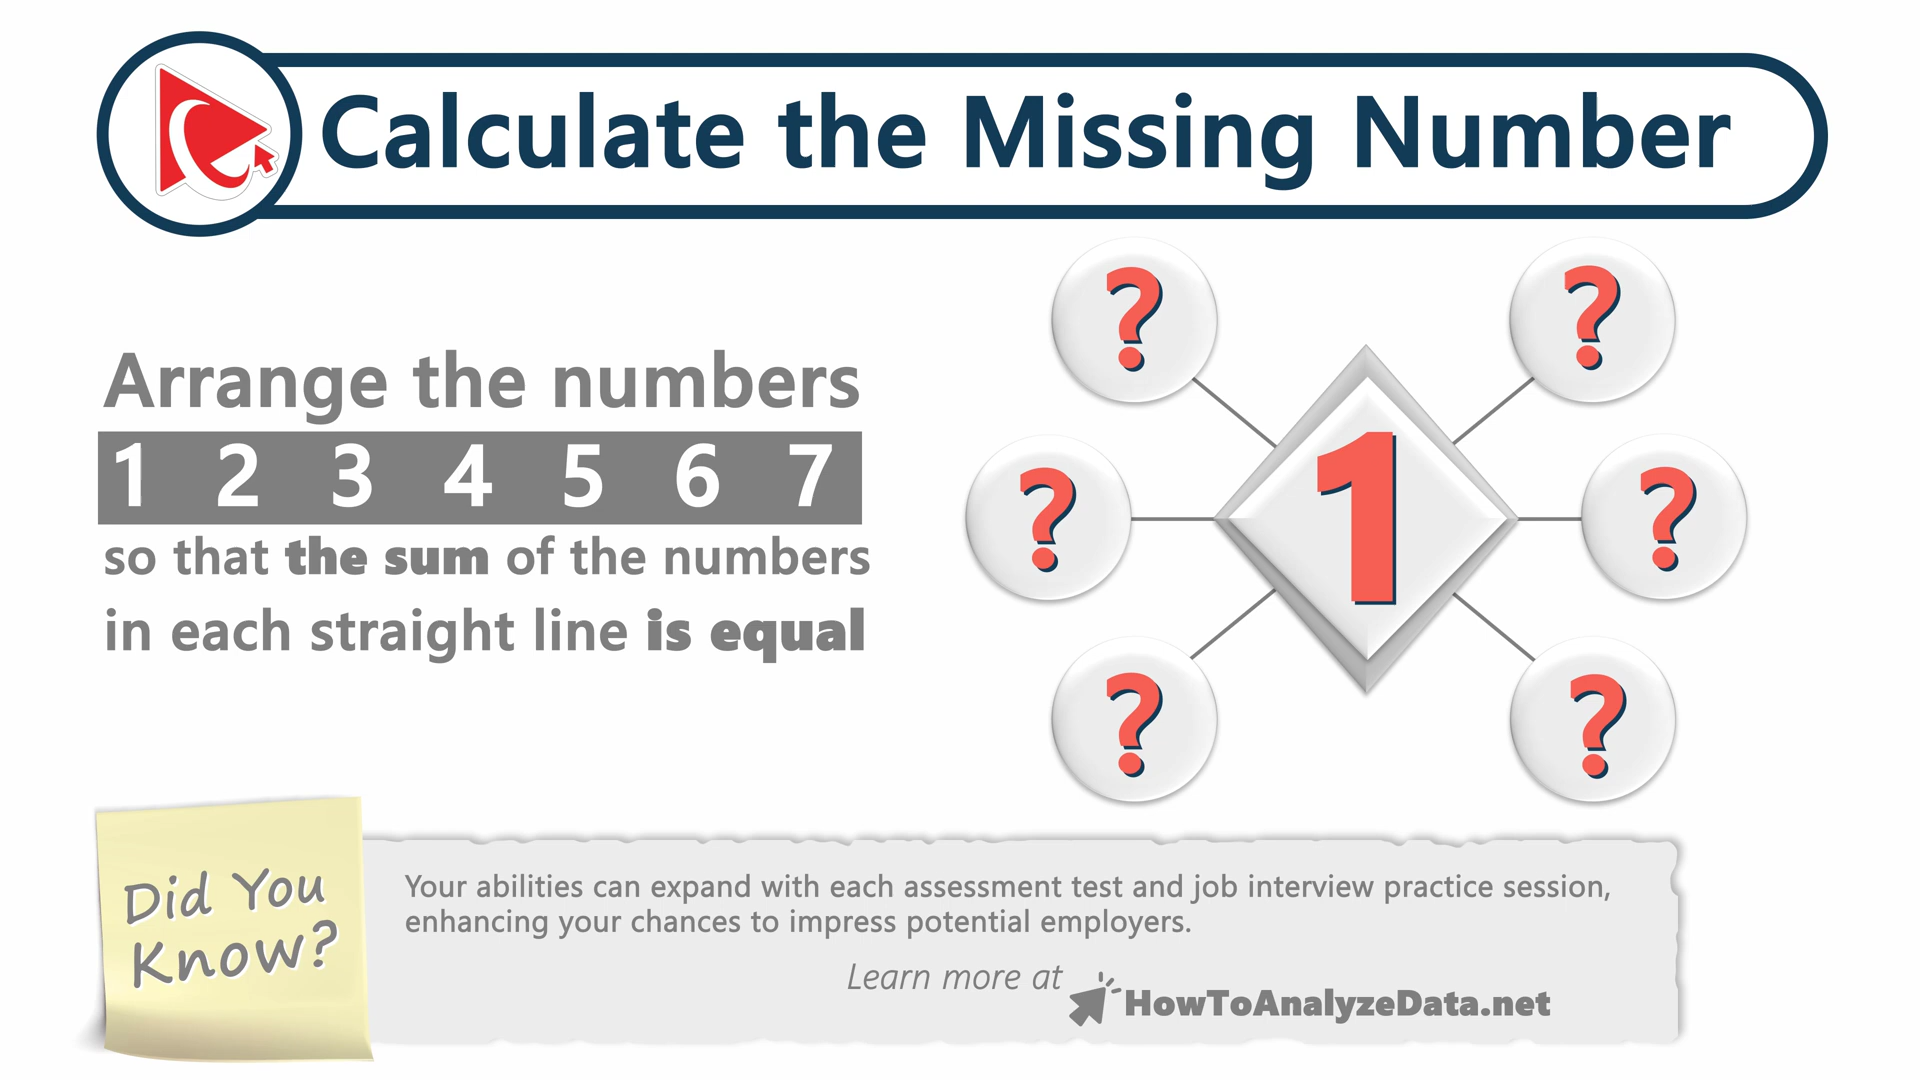 Calculate the Missing Number
Arrange the numbers
1 2 3 4 5 6 7
so that the sum of the numbers
in each straight line is equal
? ?
? 1 ?
? ?
Did You
Know?
Your abilities can expand with each assessment test and job interview practice session,
enhancing your chances to impress potential employers.
Learn more at
HowToAnalyzeData.net